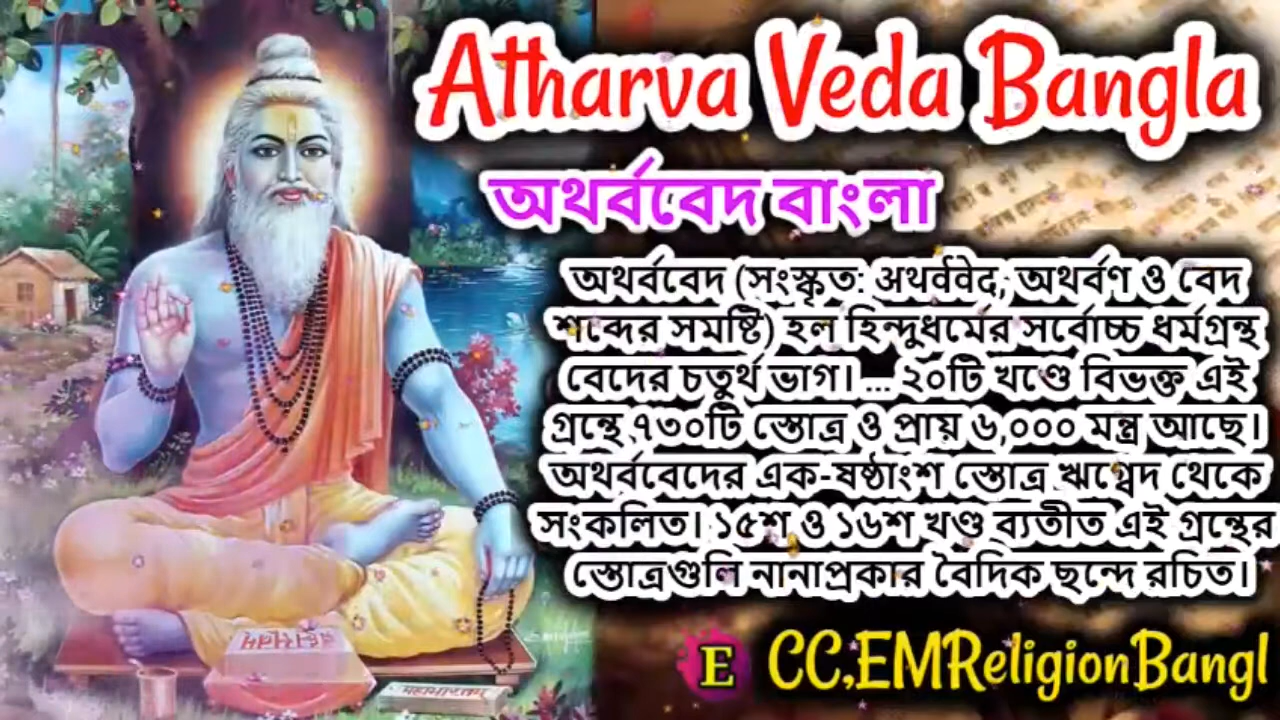 Atharva Veda Bangla
অথর্ববেদ বাংলা
অথর্ববেদ (সংস্কৃত: अथर्ववेद, অথর্বণ ও বেদ
শব্দের সমষ্টি) হল হিন্দুধর্মের সর্বোচ্চ ধর্মগ্রন্থ
বেদের চতুর্থ ভাগ। ... ২০টি খণ্ডে বিভক্ত এই
গ্রন্থে ৭৩০টি স্তোত্র ও প্রায় ৬,০০০ মন্ত্র আছে।
অথর্ববেদের এক-ষষ্ঠাংশ স্তোত্র ঋগ্বেদ থেকে
সংকলিত। ১৫শ ও ১৬শ খণ্ড ব্যতীত এই গ্রন্থের
স্তোত্রগুলি নানাপ্রকার বৈদিক ছন্দে রচিত।
E CC,EMReligionBangl